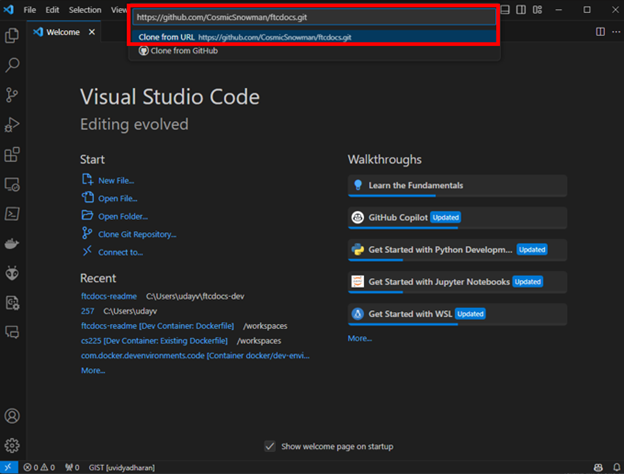 File Edit Selection View
https://github.com/CosmicSnowman/ftcdocs.git
Clone from URL https://github.com/CosmicSnowman/ftcdocs.git
Clone from GitHub
Welcome
Visual Studio Code
Editing evolved
Start
New File...
Open File...
Open Folder...
Clone Git Repository...
Connect to...
Recent
ftcdocs-readme C:\Users\udayv\ftcdocs-dev
257 C:\Users\udayv
ftcdocs-readme [Dev Container: Dockerfile] /workspaces
cs225 [Dev Container: Existing Dockerfile] /workspaces
com.docker.devenvironments.code [Container docker/dev-envi...
More...
Walkthroughs
Learn the Fundamentals
GitHub Copilot Updated
Get Started with Python Developm... Updated
Get Started with Jupyter Notebooks Updated
Get Started with WSL Updated
More...
Show welcome page on startup
0 0 0 GIST [uvidyadharan]